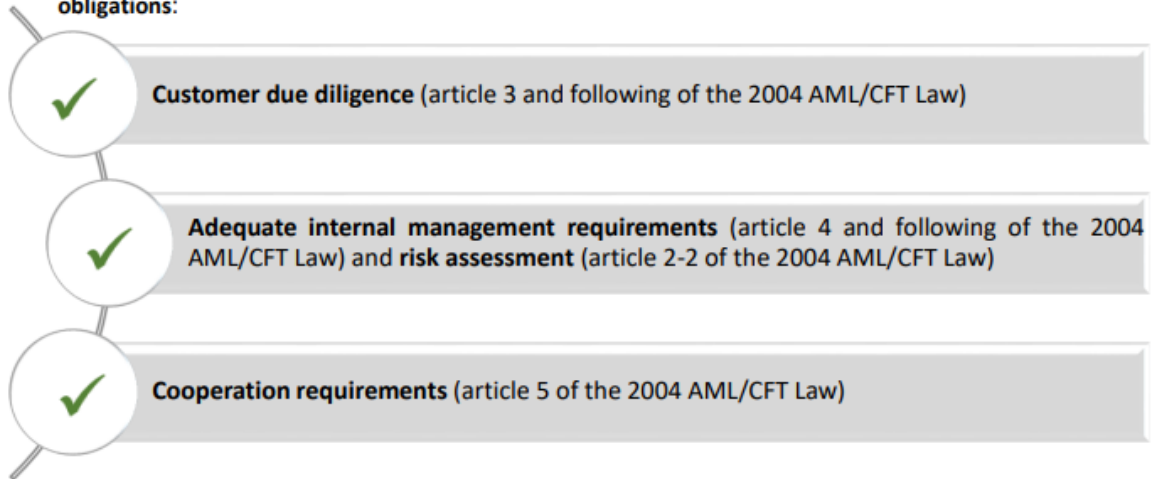 obligations:
Customer due diligence (article 3 and following of the 2004 AML/CFT Law)
Adequate internal management requirements (article 4 and following of the 2004
AML/CFT Law) and risk assessment (article 2-2 of the 2004 AML/CFT Law)
Cooperation requirements (article 5 of the 2004 AML/CFT Law)